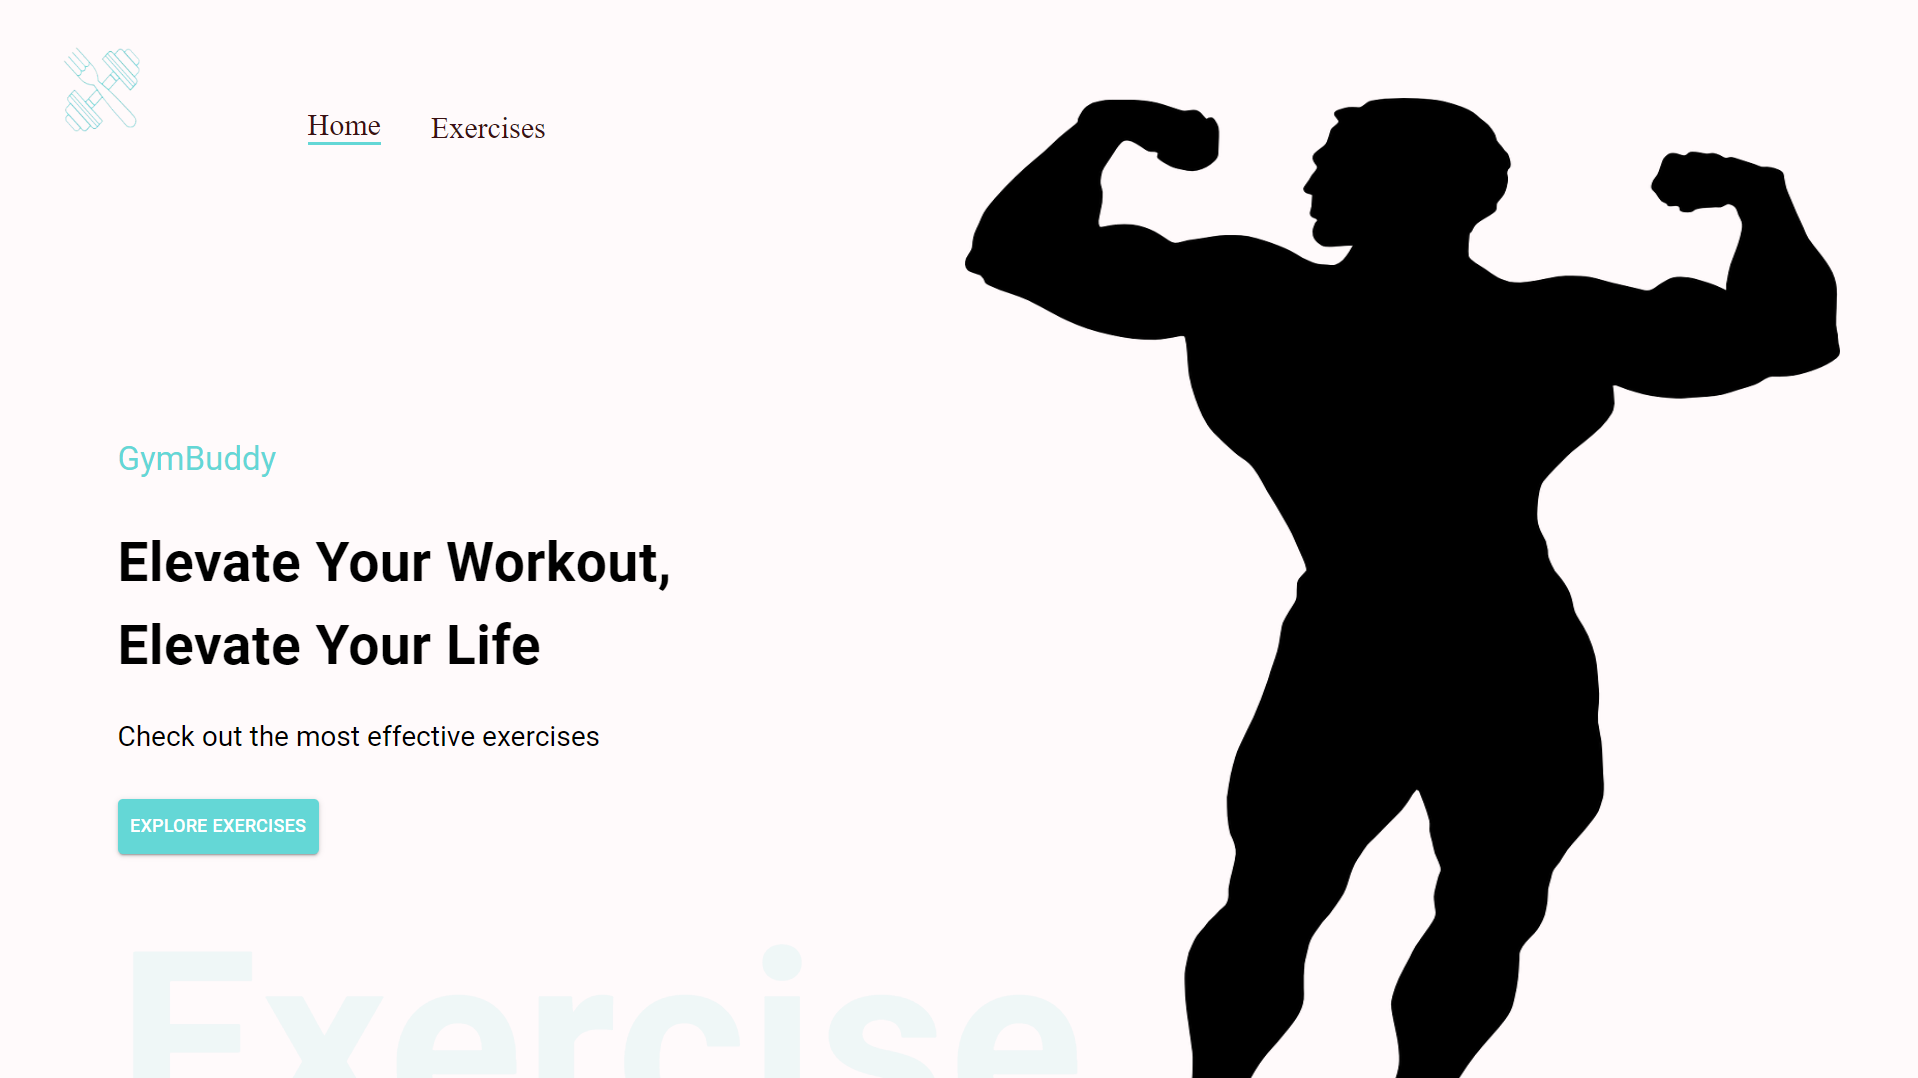 Home
Exercises
GymBuddy
Elevate Your Workout,
Elevate Your Life
Check out the most effective exercises
EXPLORE EXERCISES
Exercise